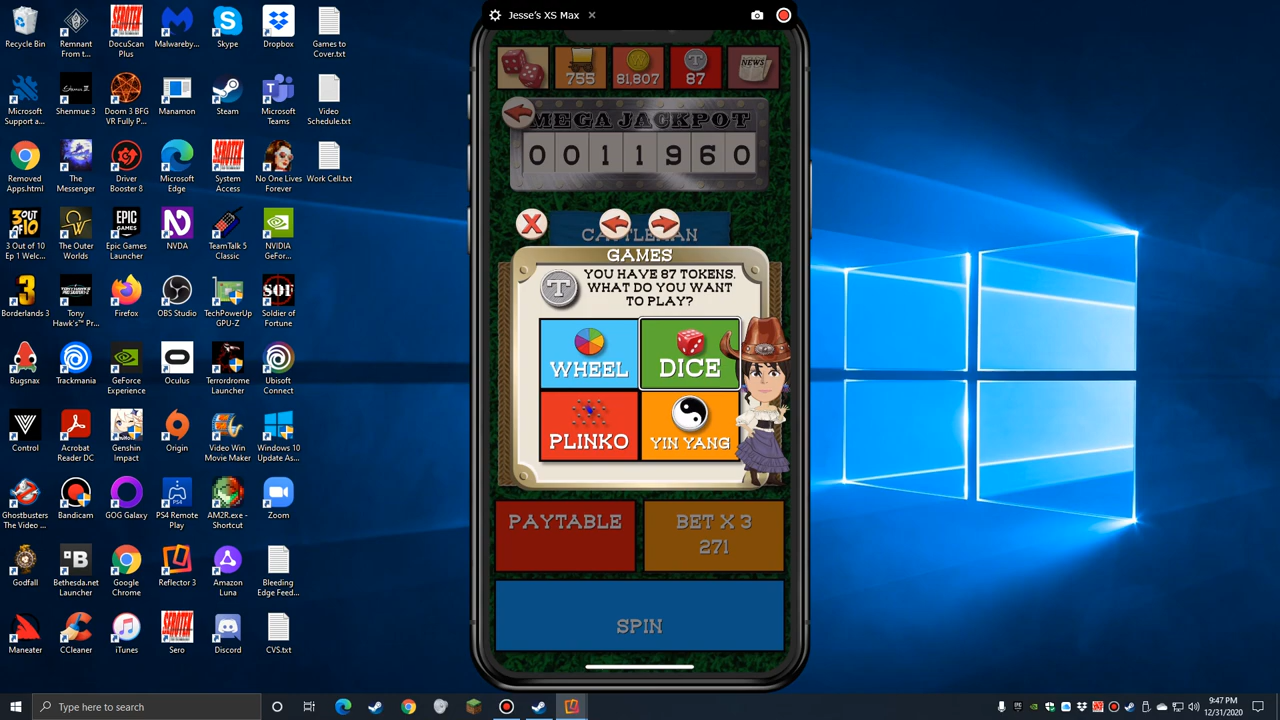 Jesse's XS Max
755
81,807
87
NEWS
MEGA JACKPOT
0 0 1 1 9 6 0
GAMES
YOU HAVE 87 TOKENS.
WHAT DO YOU WANT
TO PLAY?
WHEEL
DICE
PLINKO
YIN YANG
PAYTABLE
BET X 3
271
SPIN
Recycle Bin
Remnant
From t...
DocuScan
Plus
Malwareby...
Skype
Dropbox
Games to
Cover.txt
Microsoft
Support a...
Shenmue 3
Doom 3 BFG
VR Fully P...
Manamon
Steam
Microsoft
Teams
Video
Schedule.txt
Removed
Apps.html
The
Messenger
Driver
Booster 8
Microsoft
Edge
System
Access
No One Lives
Forever
Work Cell.txt
3 Out of 10
Ep 1 Welc...
The Outer
Worlds
Epic Games
Launcher
NVDA
TeamTalk 5
Classic
NVIDIA
GeFor...
Borderlands 3
Tony
Hawk's™ Pr...
Firefox
OBS Studio
TechPowerUp
GPU-Z
Soldier of
Fortune
Bugsnax
Trackmania
GeForce
Experience
Oculus
Terrordrome
Launcher
Ubisoft
Connect
Control
Acrobat
Reader DC
Genshin
Impact
Origin
Video Win
Movie Maker
Windows 10
Update As...
Ghostbusters
The Video ...
Bandicam
GOG Galaxy
PS4 Remote
Play
AM2R.exe -
Shortcut
Zoom
Godfall
Bethesda.net
Launcher
Google
Chrome
Reflector 3
Amazon
Luna
Bleeding
Edge Feed...
Maneater
CCleaner
iTunes
Sero
Discord
CVS.txt
Type here to search
9:47 PM
12/31/2020